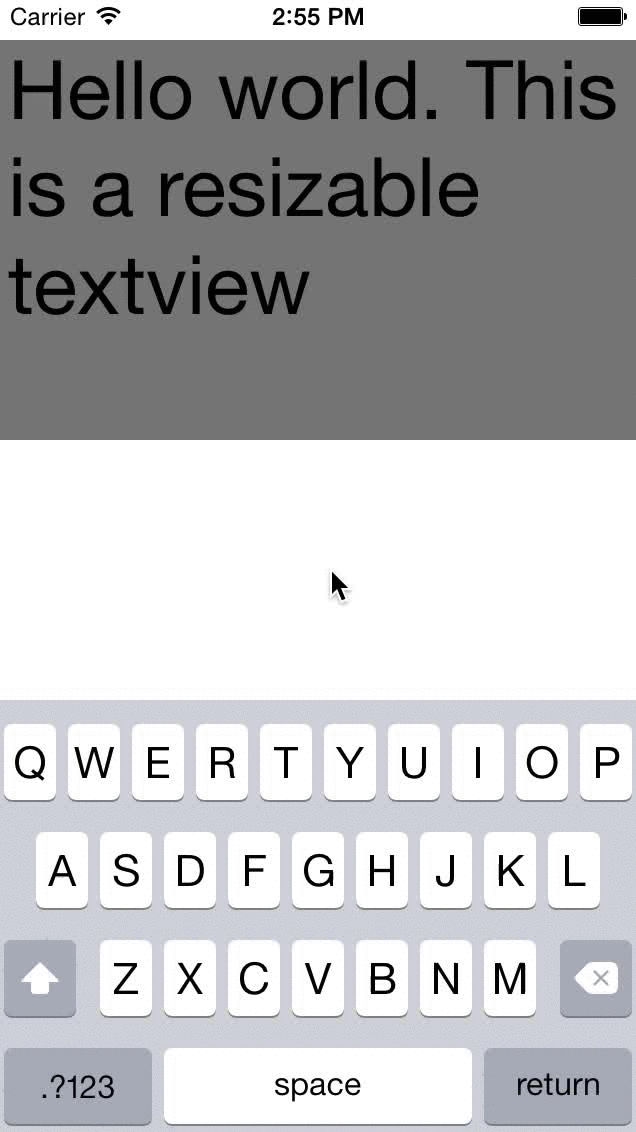 Carrier 2:55 PM
Hello world. This
is a resizable
textview
Q W E R T Y U I O P
A S D F G H J K L
Z X C V B N M
.?123 space return